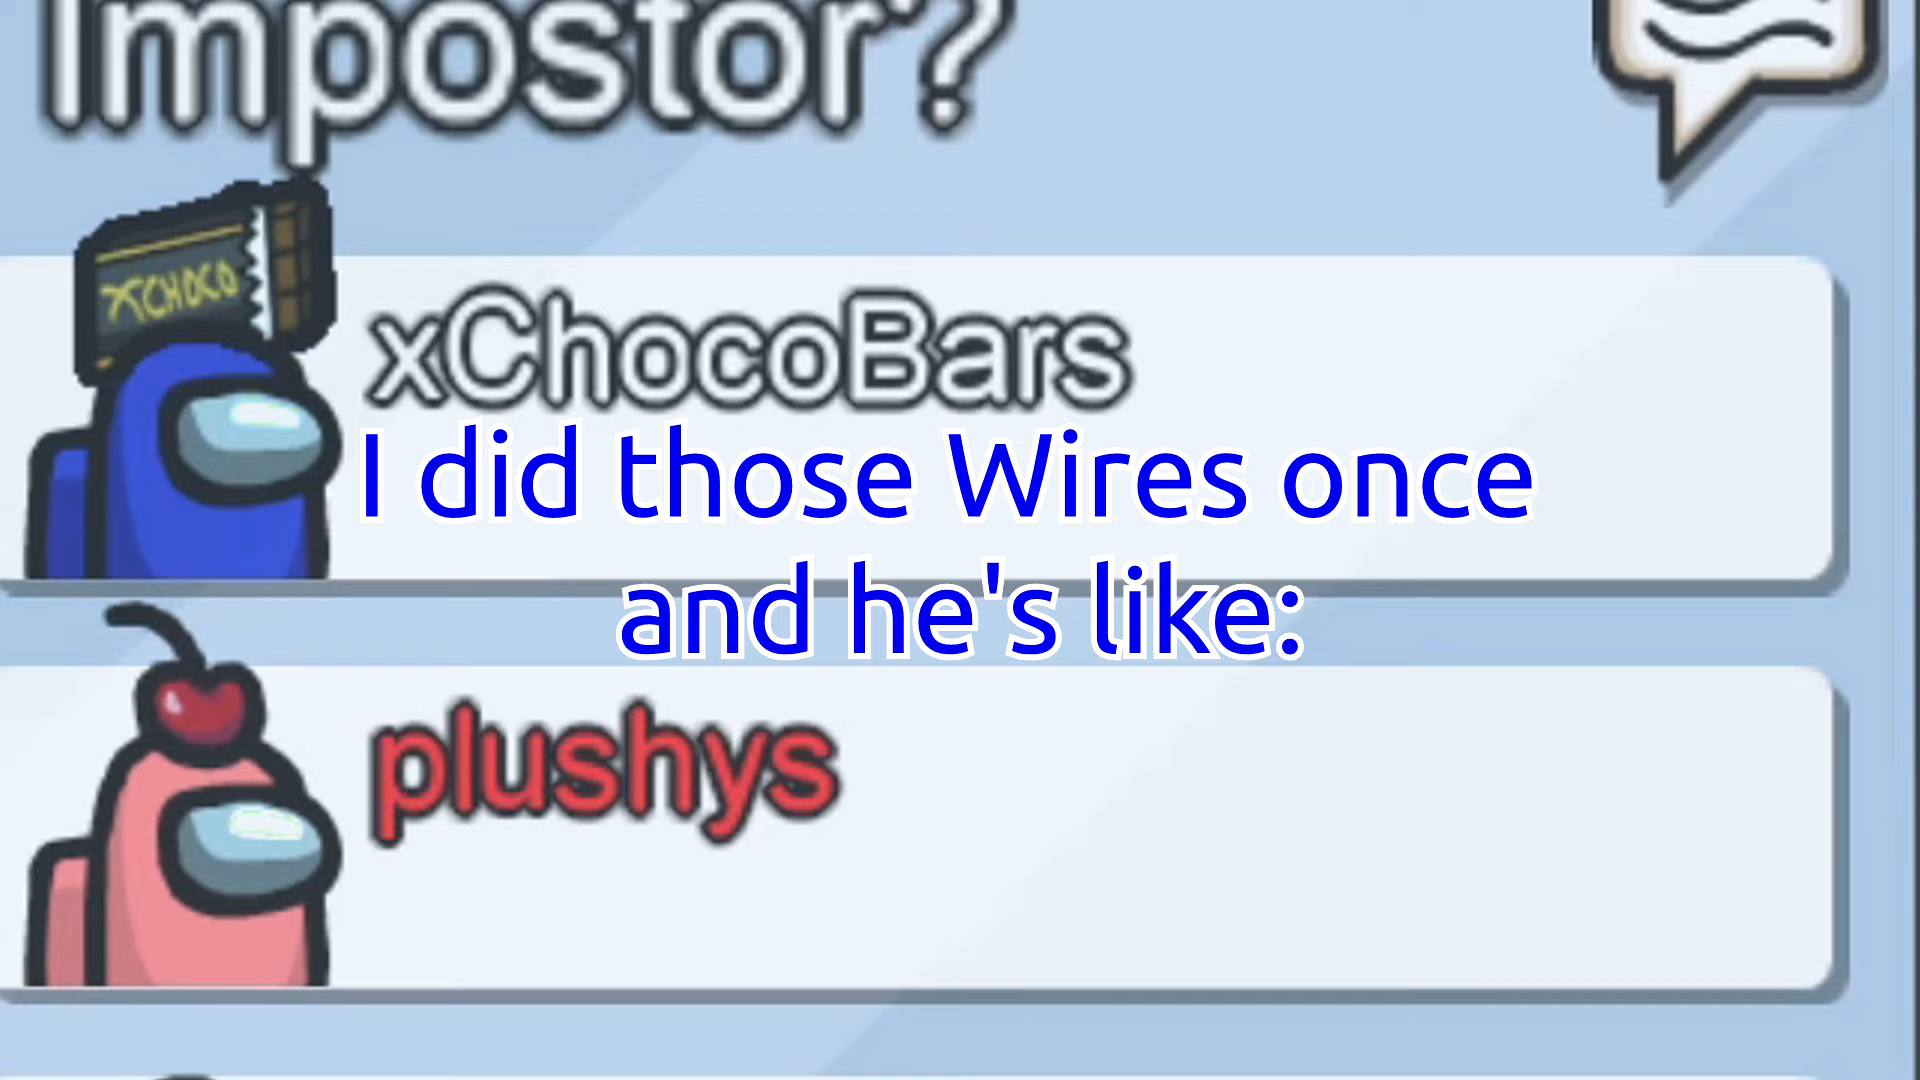 Impostor?
XCHOCO
xChocoBars
I did those Wires once
and he's like:
plushys